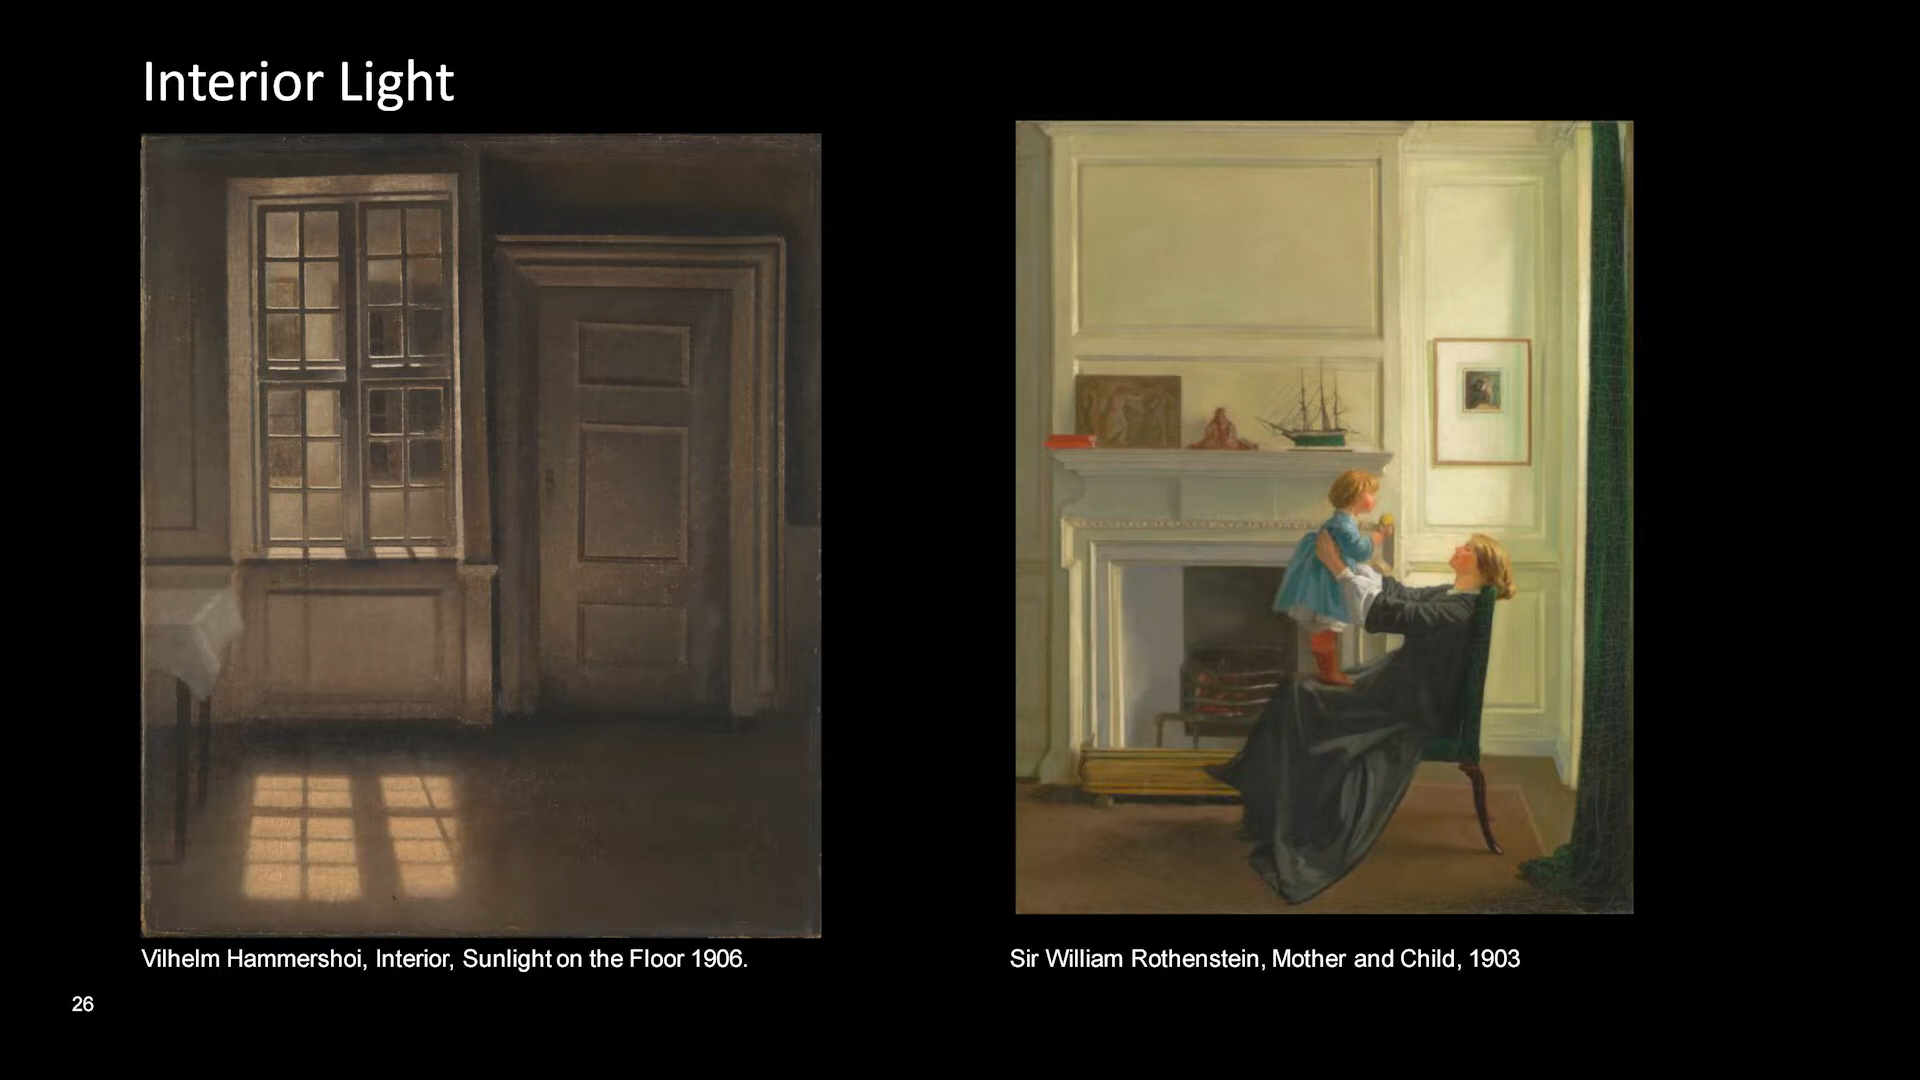 Interior Light
Vilhelm Hammershoi, Interior, Sunlight on the Floor 1906.
Sir William Rothenstein, Mother and Child, 1903
26